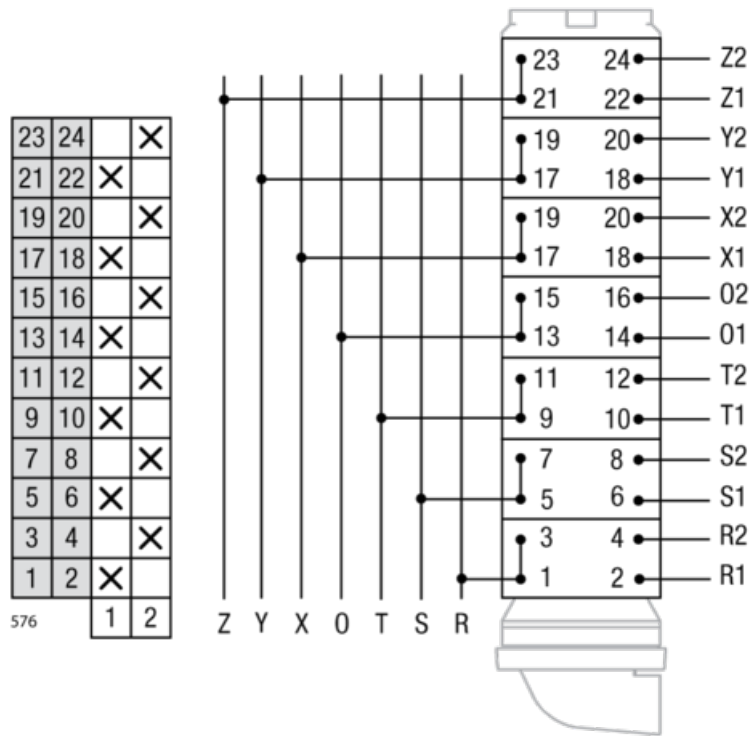 23 24 X
21 22 X
19 20 X
17 18 X
15 16 X
13 14 X
11 12 X
9 10 X
7 8 X
5 6 X
3 4 X
1 2 X
576 1 2
Z Y X O T S R
23 24 Z2
21 22 Z1
19 20 Y2
17 18 Y1
19 20 X2
17 18 X1
15 16 O2
13 14 O1
11 12 T2
9 10 T1
7 8 S2
5 6 S1
3 4 R2
1 2 R1